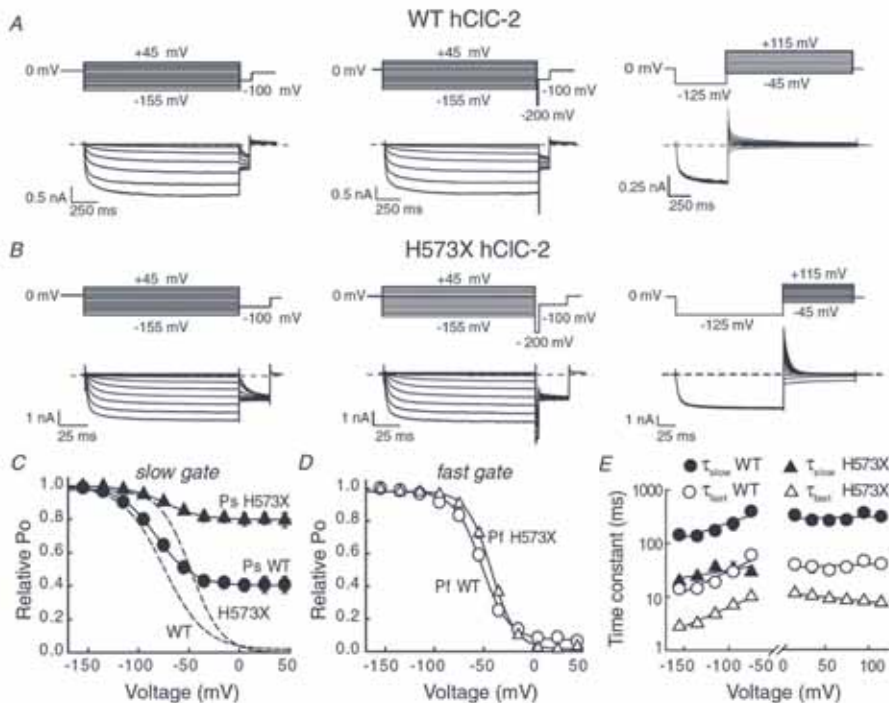 A
WT hClC-2
+45 mV
0 mV
-155 mV
-100 mV
0.5 nA
250 ms
+45 mV
0 mV
-155 mV
-100 mV
-200 mV
0.5 nA
250 ms
+115 mV
0 mV
-125 mV
-45 mV
0.25 nA
250 ms
B
H573X hClC-2
+45 mV
0 mV
-155 mV
-100 mV
1 nA
25 ms
+45 mV
0 mV
-155 mV
-100 mV
-200 mV
1 nA
25 ms
+115 mV
0 mV
-125 mV
-45 mV
1 nA
25 ms
C
slow gate
Relative Po
1.0
0.8
0.6
0.4
0.2
0.0
Ps H573X
Ps WT
H573X
WT
-150 -100 -50 0 50
Voltage (mV)
D
fast gate
Relative Po
1.0
0.8
0.6
0.4
0.2
0.0
Pf H573X
Pf WT
-150 -100 -50 0 50
Voltage (mV)
E
τslow WT
τslow H573X
τfast WT
τfast H573X
Time constant (ms)
1000
100
10
1
-150 -100 -50 0 50 100
Voltage (mV)